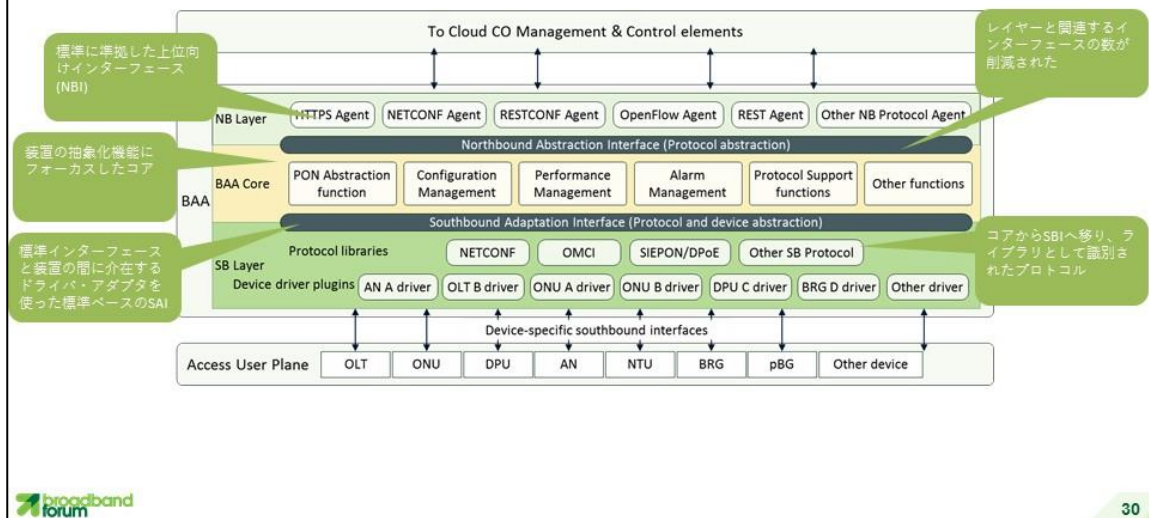 To Cloud CO Management & Control elements
標準に準拠した上位向
けインターフェース
(NBI)
レイヤーと関連するイ
ンターフェースの数が
削減された
NB Layer
HTTPS Agent
NETCONF Agent
RESTCONF Agent
OpenFlow Agent
REST Agent
Other NB Protocol Agent
Northbound Abstraction Interface (Protocol abstraction)
装置の抽象化機能に
フォーカスしたコア
BAA
BAA Core
PON Abstraction
function
Configuration
Management
Performance
Management
Alarm
Management
Protocol Support
functions
Other functions
Southbound Adaptation Interface (Protocol and device abstraction)
標準インターフェース
と装置の間に介在する
ドライバ・アダプタを
使った標準ベースのSAI
コアからSBIへ移り、ラ
イブラリとして識別さ
れたプロトコル
SB Layer
Protocol libraries
NETCONF
OMCI
SIEPON/DPoE
Other SB Protocol
Device driver plugins
AN A driver
OLT B driver
ONU A driver
ONU B driver
DPU C driver
BRG D driver
Other driver
Device-specific southbound interfaces
Access User Plane
OLT
ONU
DPU
AN
NTU
BRG
pBG
Other device
broadband
forum
30